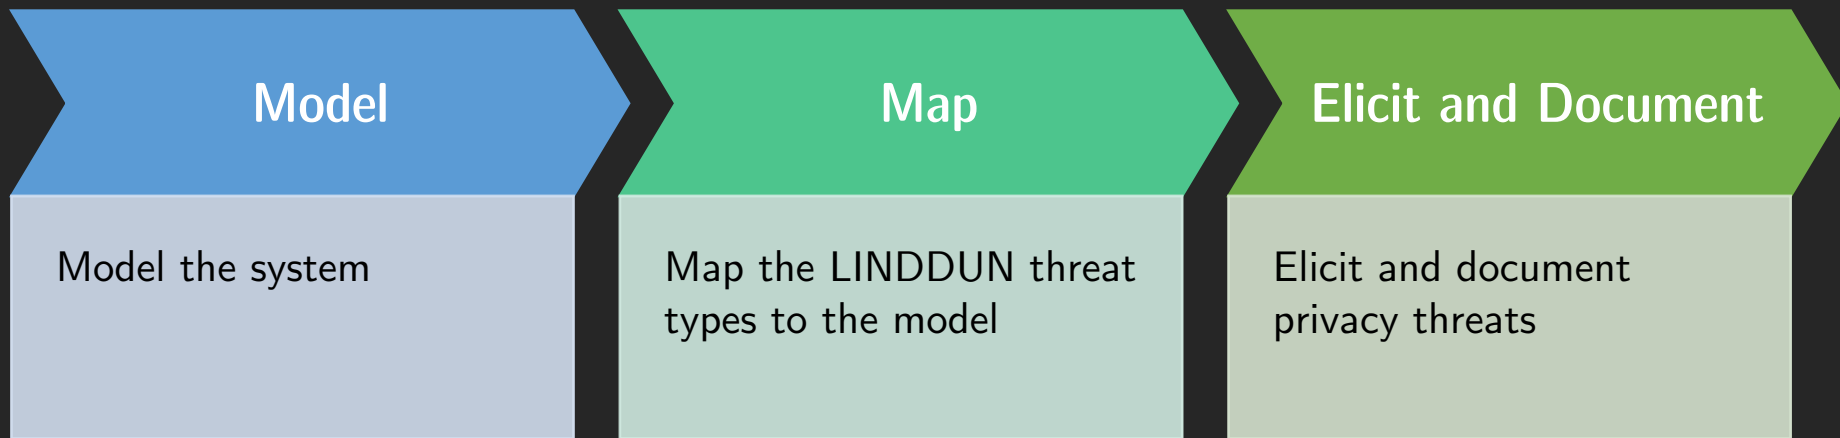 Model
Model the system
Map
Map the LINDDUN threat
types to the model
Elicit and Document
Elicit and document
privacy threats